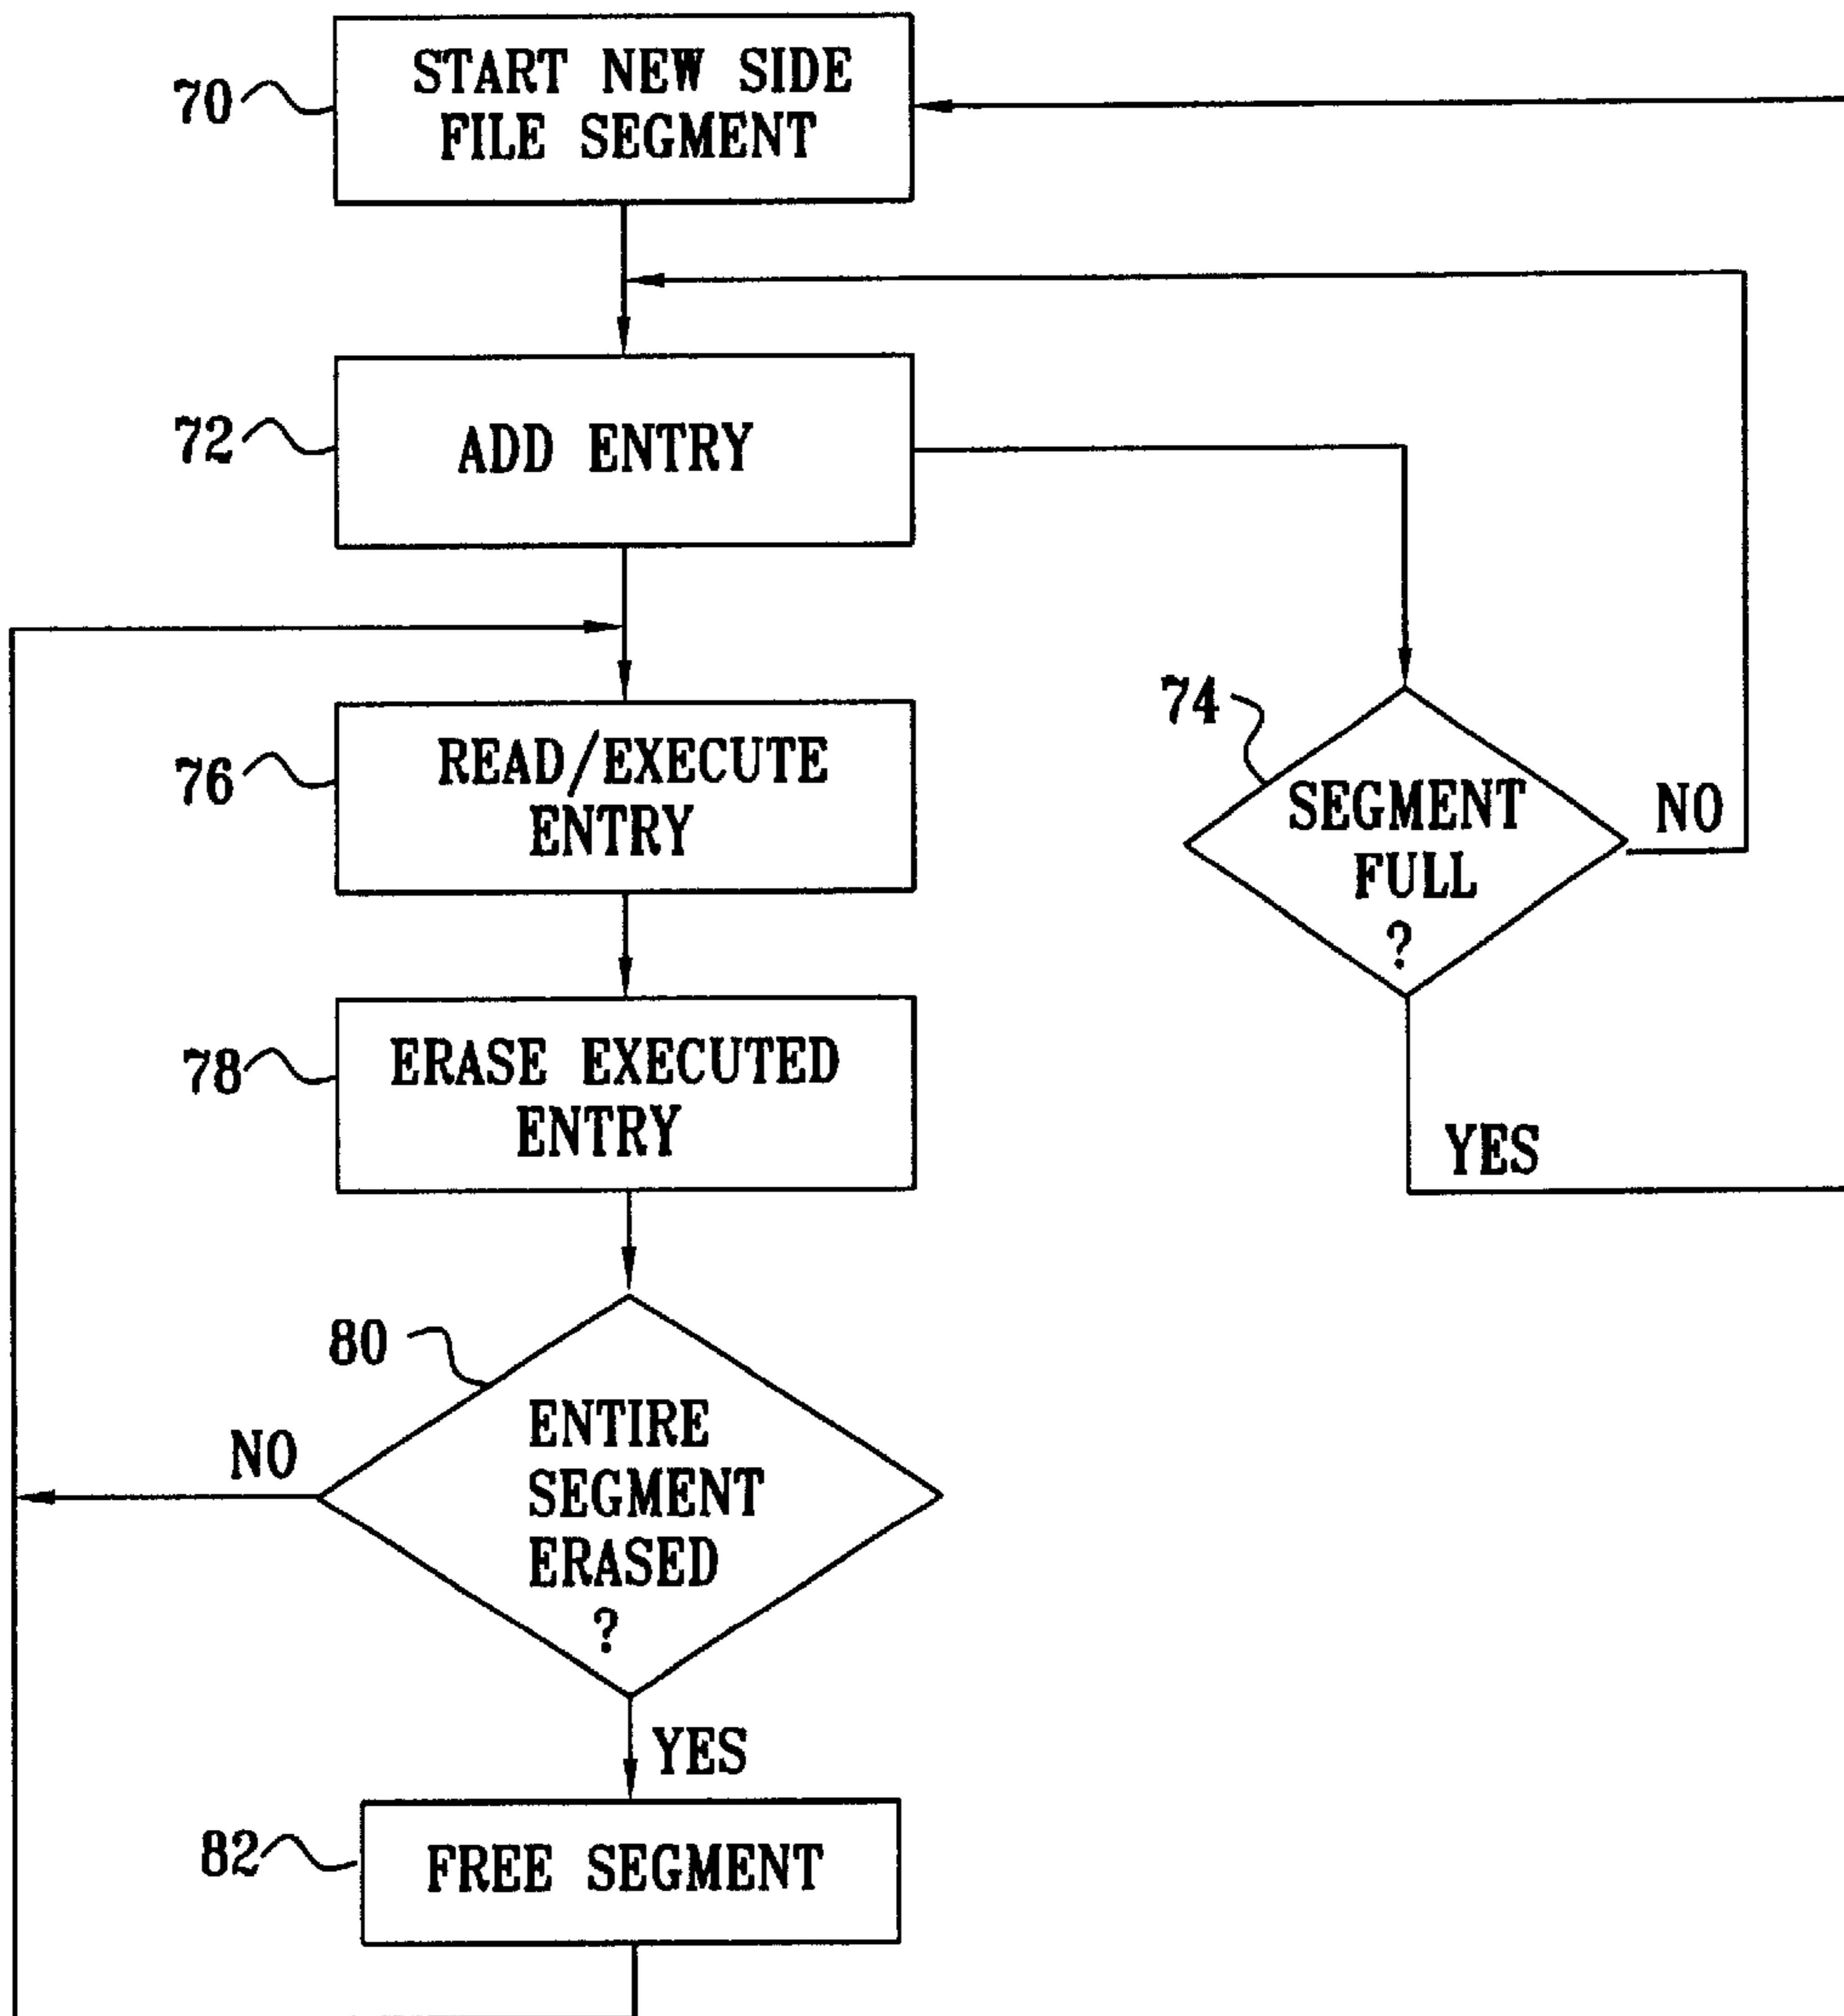 70
START NEW SIDE
FILE SEGMENT
72
ADD ENTRY
76
READ/EXECUTE
ENTRY
74
SEGMENT
FULL
?
NO
YES
78
ERASE EXECUTED
ENTRY
80
ENTIRE
SEGMENT
ERASED
?
NO
YES
82
FREE SEGMENT